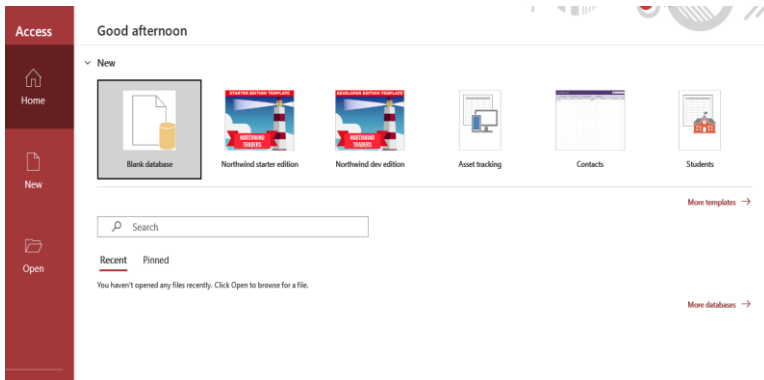 Access
Good afternoon
New
Home
New
Open
STARTER EDITION TEMPLATE
NORTHWIND
TRADERS
DEVELOPER EDITION TEMPLATE
NORTHWIND
TRADERS
Blank database
Northwind starter edition
Northwind dev edition
Asset tracking
Contacts
Students
More templates
Search
Recent Pinned
You haven't opened any files recently. Click Open to browse for a file.
More databases